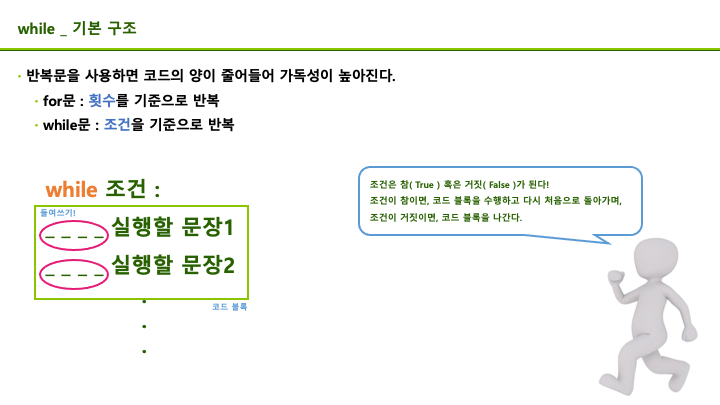 while _ 기본 구조
• 반복문을 사용하면 코드의 양이 줄어들어 가독성이 높아진다.
• for문 : 횟수를 기준으로 반복
• while문 : 조건을 기준으로 반복
while 조건 :
들여쓰기!
_ _ _ _ 실행할 문장1
_ _ _ _ 실행할 문장2
코드 블록
.
.
.
조건은 참( True ) 혹은 거짓( False )가 된다!
조건이 참이면, 코드 블록을 수행하고 다시 처음으로 돌아가며,
조건이 거짓이면, 코드 블록을 나간다.